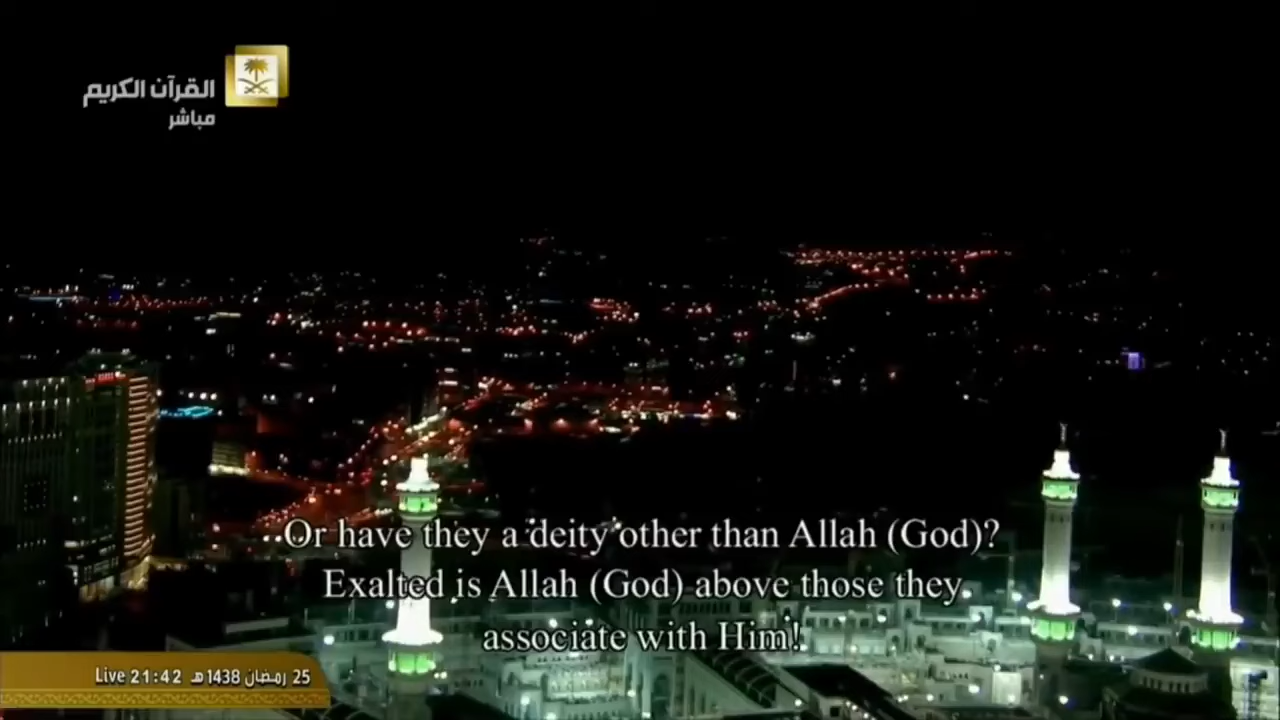 القرآن الكريم
مباشر
..Or have they a deity other than Allah (God)?
Exalted is Allah (God) above those they
associate with Him!
Live 21:42 25 رمضان 1438هـ